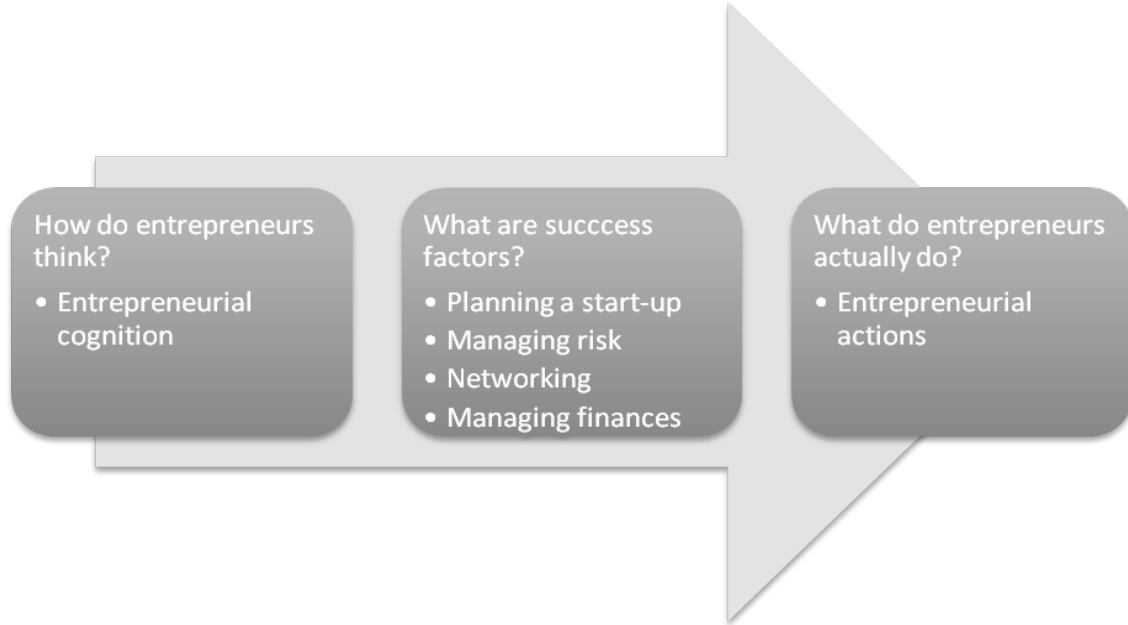 How do entrepreneurs
think?
• Entrepreneurial
cognition
What are succcess
factors?
• Planning a start-up
• Managing risk
• Networking
• Managing finances
What do entrepreneurs
actually do?
• Entrepreneurial
actions